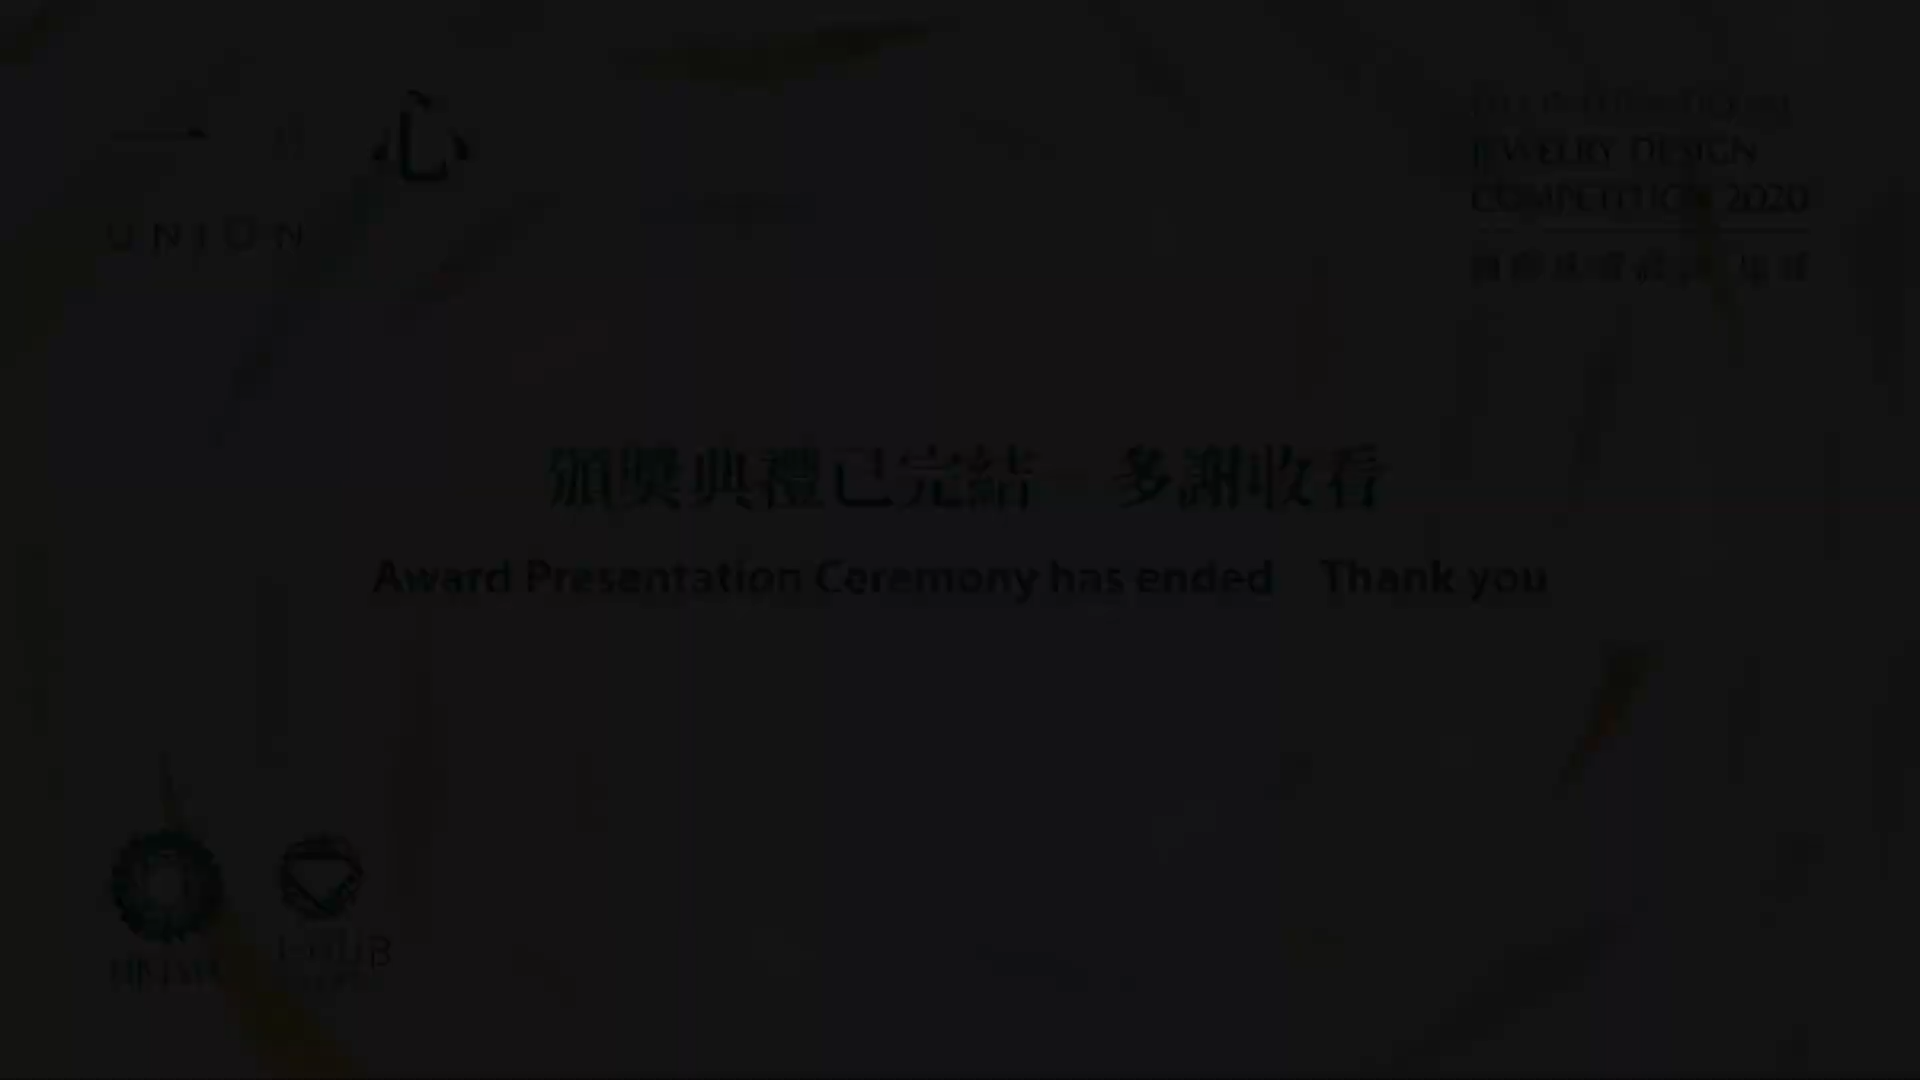 心
UNION
JEWELRY DESIGN
COMPETITION 2020
頒獎典禮已完結 多謝收看
Award Presentation Ceremony has ended Thank you